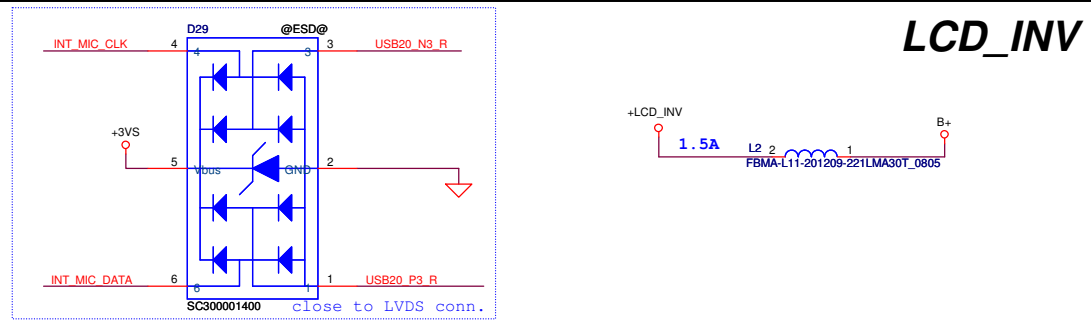 LCD_INV
D29 @ESD@
INT_MIC_CLK 4 4 3 3 USB20_N3_R
+3VS
5 Vbus GND 2
INT_MIC_DATA 6 6 1 1 USB20_P3_R
SC300001400 close to LVDS conn.
+LCD_INV B+
1.5A L2 2 1
FBMA-L11-201209-221LMA30T_0805